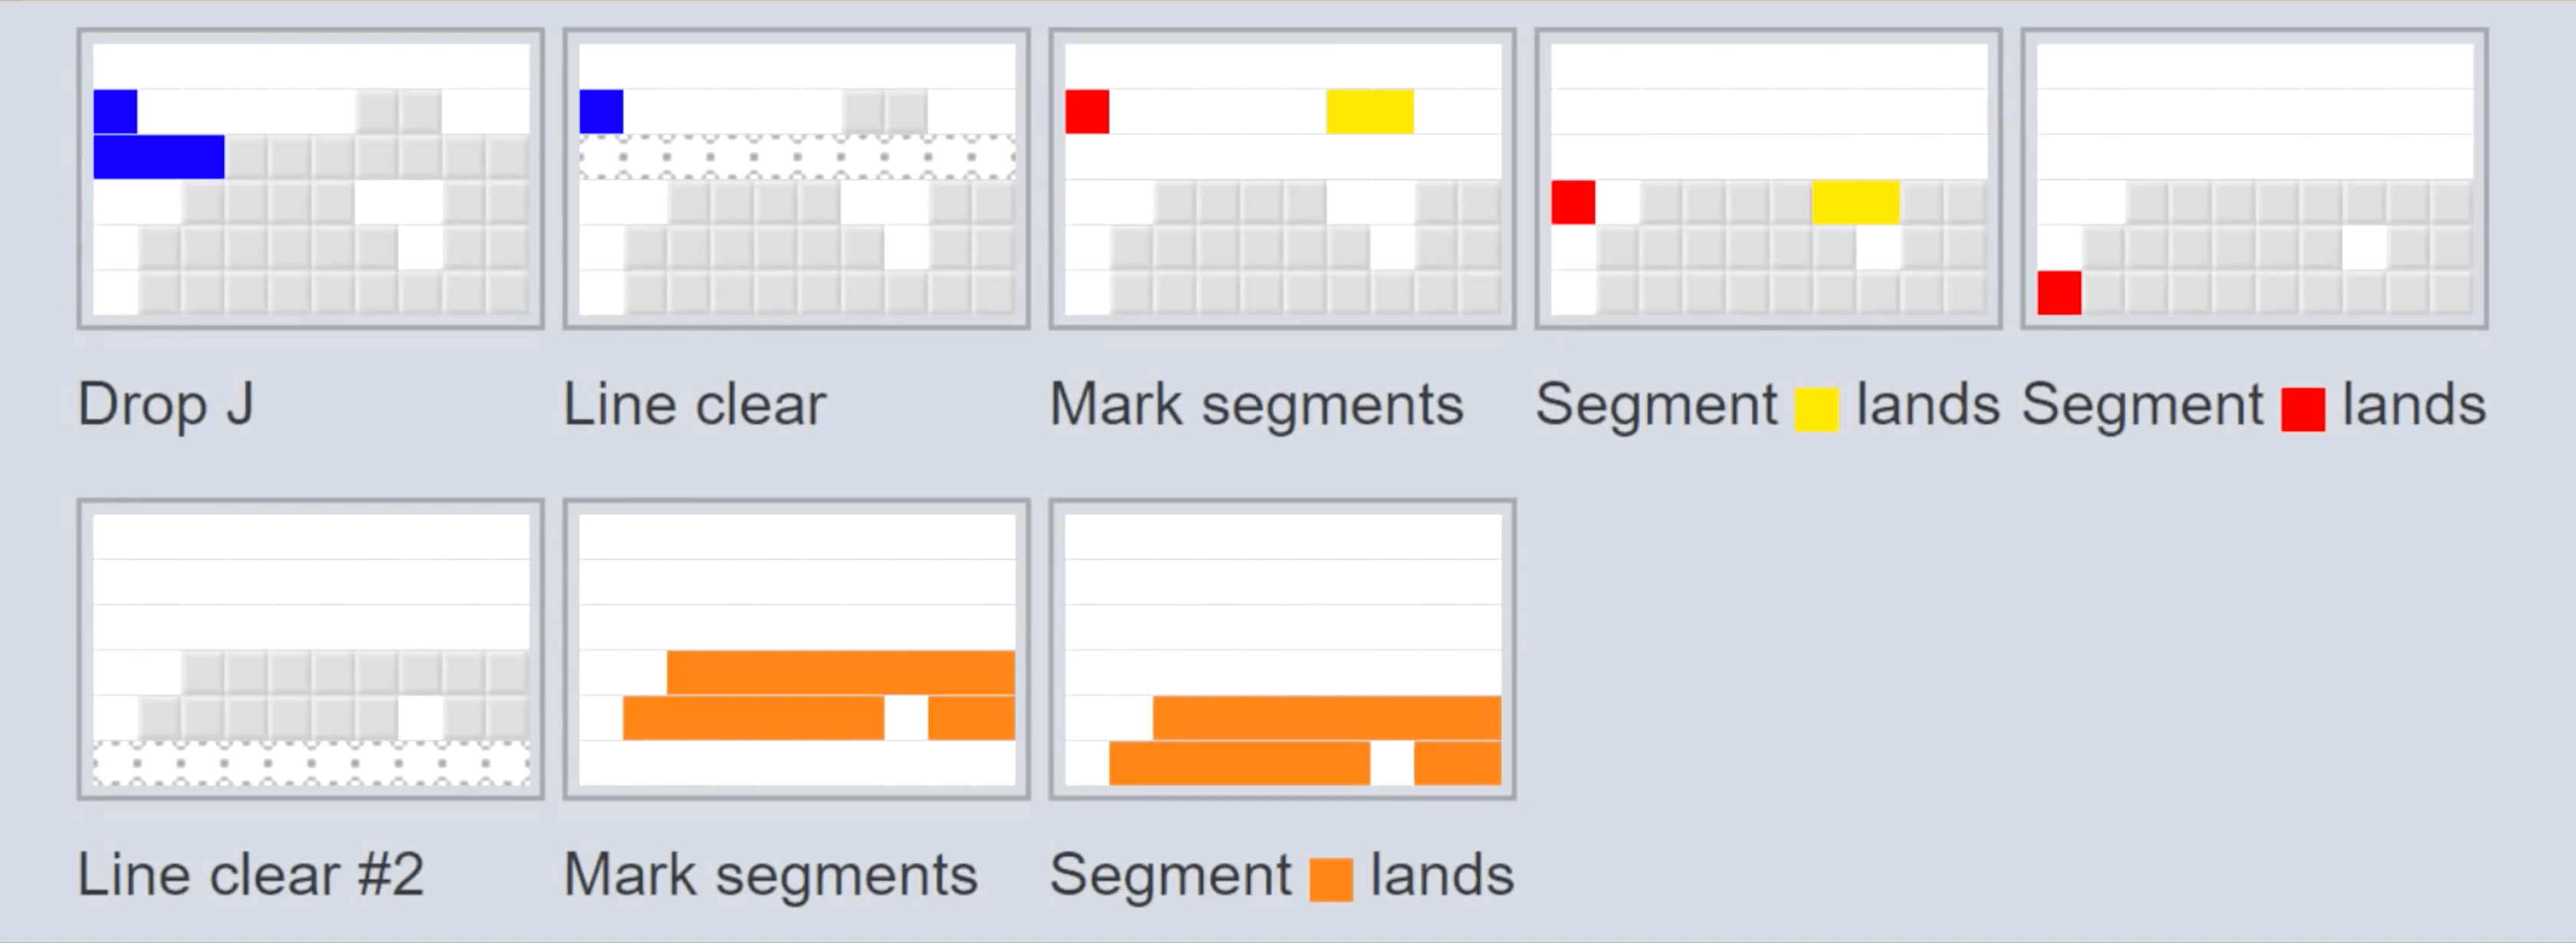 Drop J
Line clear
Mark segments
Segment lands
Segment lands
Line clear #2
Mark segments
Segment lands